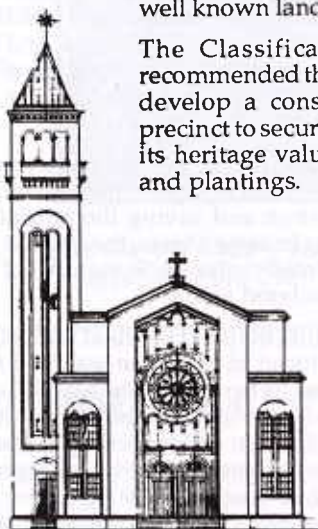 well known land
The Classifica
recommended th
develop a cons
precinct to secur
its heritage valu
and plantings.